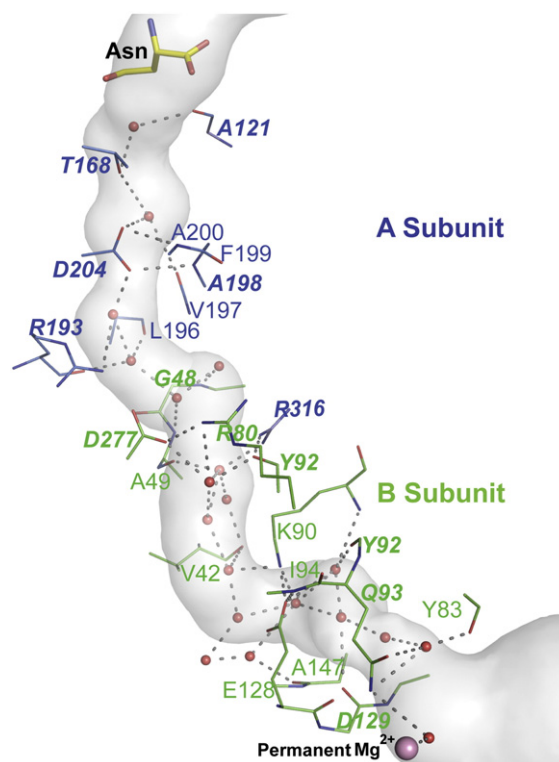 Asn
A121
T168
A200
F199
A Subunit
D204
A198
V197
R193
L196
G48
R316
D277
R80
Y92
A49
B Subunit
K90
Y92
V42
I94
Q93
Y83
A147
E128
D129
Permanent Mg2+